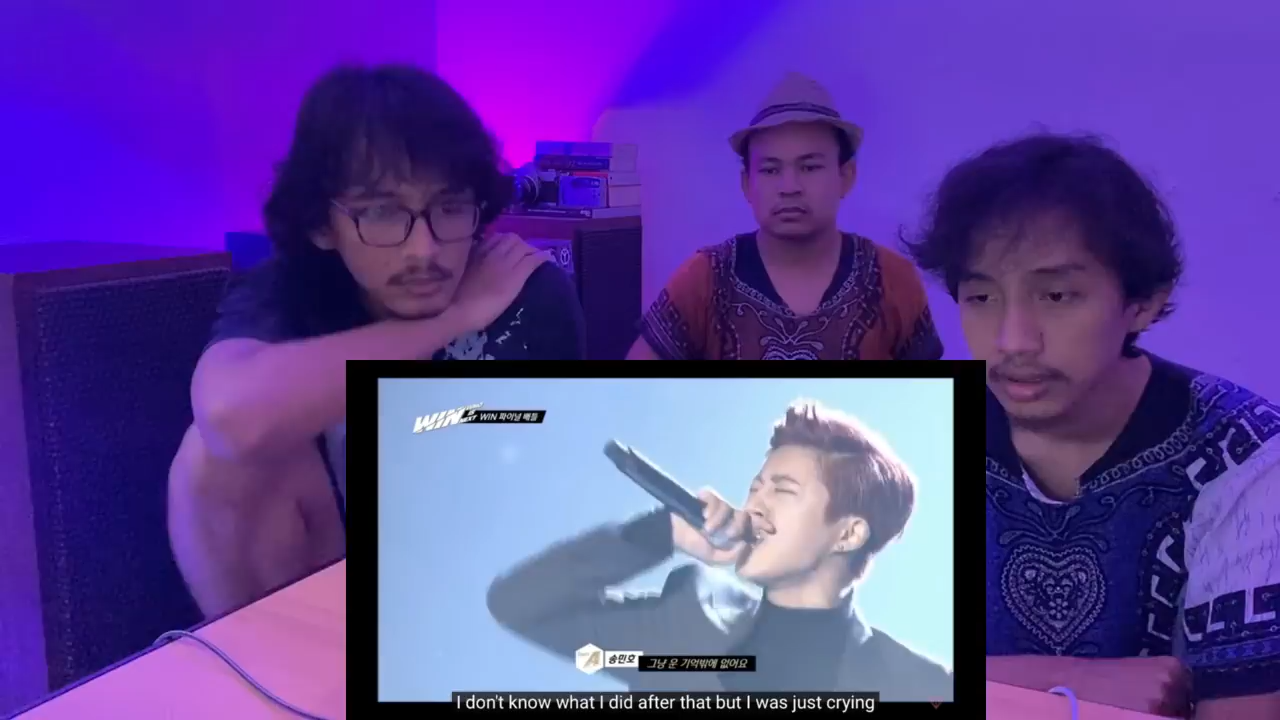 WIN
NEXT
WIN 파이널 배틀
A
송민호
그냥 운 기억밖에 없어요
I don't know what I did after that but I was just crying